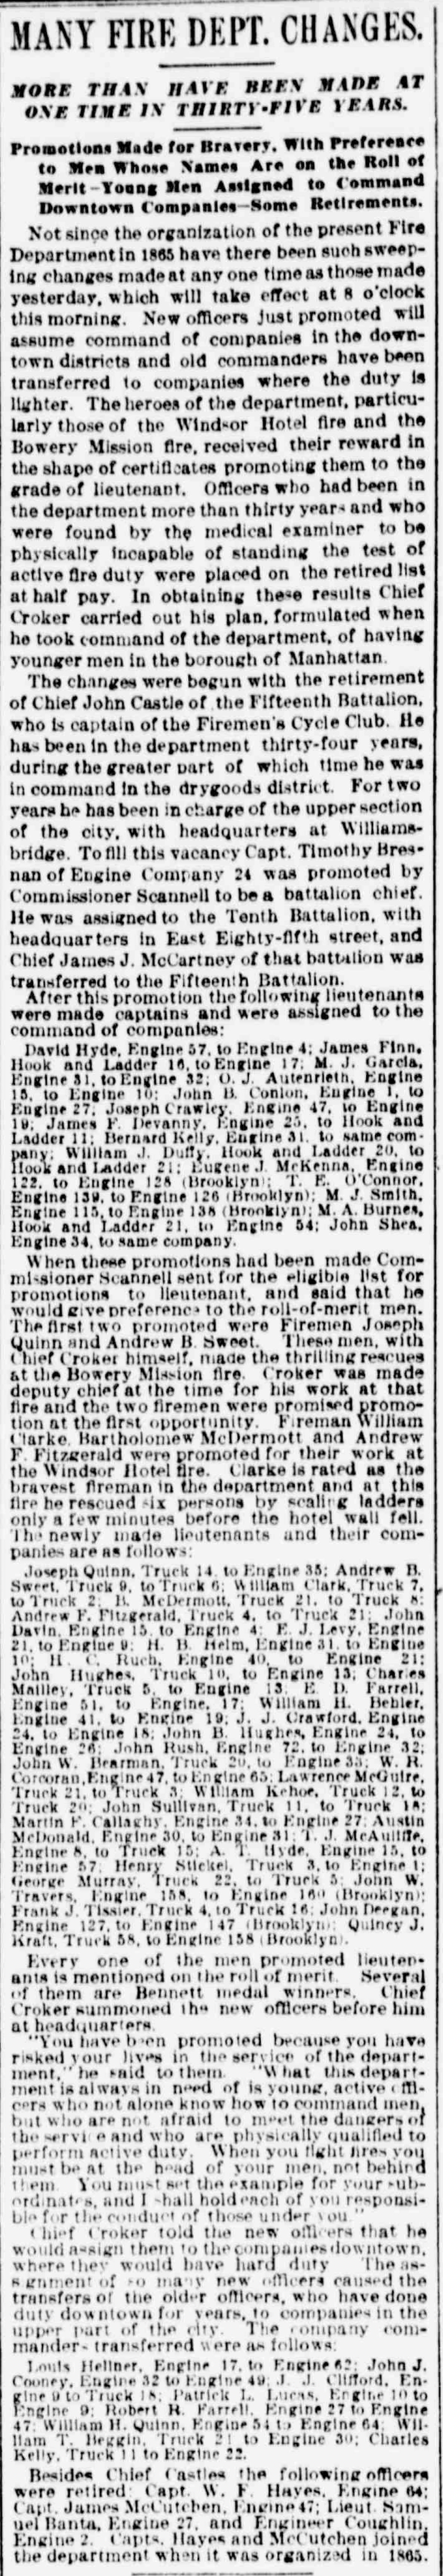 MANY FIRE DEPT. CHANGES.
MORE THAN HAVE BEEN MADE AT
ONE TIME IN THIRTY-FIVE YEARS.
Promotions Made for Bravery, With Preference
to Men Whose Names Are on the Roll of
Merit—Young Men Assigned to Command
Downtown Companies—Some Retirements.
Not since the organization of the present Fire
Department in 1865 have there been such sweep-
ing changes made at any one time as those made
yesterday, which will take effect at 8 o'clock
this morning. New officers just promoted will
assume command of companies in the down-
town districts and old commanders have been
transferred to companies where the duty is
lighter. The heroes of the department, particu-
larly those of the Windsor Hotel fire and the
Bowery Mission fire, received their reward in
the shape of certificates promoting them to the
grade of lieutenant. Officers who had been in
the department more than thirty years and who
were found by the medical examiner to be
physically incapable of standing the test of
active fire duty were placed on the retired list
at half pay. In obtaining these results Chief
Croker carried out his plan, formulated when
he took command of the department, of having
younger men in the borough of Manhattan.
The changes were begun with the retirement
of Chief John Castle of the Fifteenth Battalion,
who is captain of the Firemen's Cycle Club. He
has been in the department thirty-four years,
during the greater part of which time he was
in command in the drygoods district. For two
years he has been in charge of the upper section
of the city, with headquarters at Williams-
bridge. To fill this vacancy Capt. Timothy Bres-
nan of Engine Company 24 was promoted by
Commissioner Scannell to be a battalion chief.
He was assigned to the Tenth Battalion, with
headquarters in East Eighty-fifth street, and
Chief James J. McCartney of that battalion was
transferred to the Fifteenth Battalion.
After this promotion the following lieutenants
were made captains and were assigned to the
command of companies:
David Hyde, Engine 57, to Engine 4; James Finn,
Hook and Ladder 16, to Engine 17; M. J. Garcia,
Engine 31, to Engine 32; O. J. Autenrieth, Engine
15, to Engine 10; John B. Conlon, Engine 1, to
Engine 27, Joseph Crawley, Engine 47, to Engine
19; James F. Devanny, Engine 25, to Hook and
Ladder 11; Bernard Kelly, Engine 31, to same com-
pany; William J. Duffy, Hook and Ladder 20, to
Hook and Ladder 21; Eugene J. McKenna, Engine
122, to Engine 128 (Brooklyn); T. E. O'Connor,
Engine 139, to Engine 126 (Brooklyn); M. J. Smith,
Engine 115, to Engine 138 (Brooklyn); M. A. Burnes,
Hook and Ladder 21, to Engine 54; John Shea,
Engine 34, to same company.
When these promotions had been made Com-
missioner Scannell sent for the eligible list for
promotions to lieutenant, and said that he
would give preference to the roll-of-merit men.
The first two promoted were Firemen Joseph
Quinn and Andrew B. Sweet. These men, with
Chief Croker himself, made the thrilling rescues
at the Bowery Mission fire. Croker was made
deputy chief at the time for his work at that
fire and the two firemen were promised promo-
tion at the first opportunity. Fireman William
Clarke, Bartholomew McDermott and Andrew
F. Fitzgerald were promoted for their work at
the Windsor Hotel fire. Clarke is rated as the
bravest fireman in the department and at this
fire he rescued six persons by scaling ladders
only a few minutes before the hotel wall fell.
The newly made lieutenants and their com-
panies are as follows:
Joseph Quinn, Truck 14, to Engine 35; Andrew B.
Sweet, Truck 9, to Truck 6; William Clark, Truck 7,
to Truck 2; B. McDermott, Truck 21, to Truck 8;
Andrew F. Fitzgerald, Truck 4, to Truck 21; John
Davin, Engine 15, to Engine 4; E. J. Levy, Engine
21, to Engine 9; H. B. Helm, Engine 31, to Engine
10; H. C. Ruch, Engine 40, to Engine 21;
John Hughes, Truck 10, to Engine 13; Charles
Mailley, Truck 5, to Engine 13; E. D. Farrell,
Engine 51, to Engine 17; William H. Behler,
Engine 41, to Engine 19; J. J. Crawford, Engine
24, to Engine 18; John B. Hughes, Engine 24, to
Engine 26; John Rush, Engine 72, to Engine 32;
John W. Bearman, Truck 20, to Engine 33; W. R.
Corcoran, Engine 47, to Engine 65; Lawrence McGuire,
Truck 21, to Truck 3; William Kehoe, Truck 12, to
Truck 20; John Sullivan, Truck 11, to Truck 18;
Martin F. Callaghy, Engine 34, to Engine 27; Austin
McDonald, Engine 30, to Engine 31; T. J. McAuliffe,
Engine 8, to Truck 15; A. T. Hyde, Engine 15, to
Engine 57; Henry Stickel, Truck 3, to Engine 1;
George Murray, Truck 22, to Truck 5; John W.
Travers, Engine 158, to Engine 160 (Brooklyn);
Frank J. Tissier, Truck 4, to Truck 16; John Deegan,
Engine 127, to Engine 147 (Brooklyn); Quincy J.
Kraft, Truck 58, to Engine 158 (Brooklyn).
Every one of the men promoted lieuten-
ants is mentioned on the roll of merit. Several
of them are Bennett medal winners. Chief
Croker summoned the new officers before him
at headquarters.
"You have been promoted because you have
risked your lives in the service of the depart-
ment," he said to them. "What this depart-
ment is always in need of is young, active offi-
cers who not alone know how to command men,
but who are not afraid to meet the dangers of
the service and who are physically qualified to
perform active duty. When you fight fires you
must be at the head of your men, not behind
them. You must set the example for your sub-
ordinates, and I shall hold each of you responsi-
ble for the conduct of those under you."
Chief Croker told the new officers that he
would assign them to the companies downtown,
where they would have hard duty. The as-
signment of so many new officers caused the
transfers of the older officers, who have done
duty downtown for years, to companies in the
upper part of the city. The company com-
manders transferred were as follows:
Louis Hellner, Engine 17, to Engine 62; John J.
Cooney, Engine 32 to Engine 49; J. J. Clifford, En-
gine 9 to Truck 18; Patrick L. Lucas, Engine 10 to
Engine 9; Robert R. Farrell, Engine 27 to Engine
47; William H. Quinn, Engine 54 to Engine 64; Wil-
liam T. Beggin, Truck 21 to Engine 30; Charles
Kelly, Truck 11 to Engine 22.
Besides Chief Castles the following officers
were retired: Capt. W. F. Hayes, Engine 64;
Capt. James McCutchen, Engine 47; Lieut. Sam-
uel Banta, Engine 27, and Engineer Coughlin,
Engine 2. Capts. Hayes and McCutchen joined
the department when it was organized in 1865.